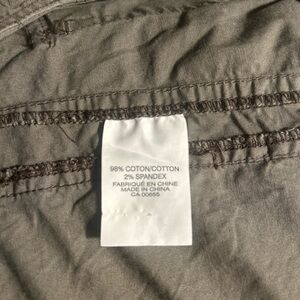 98% COTON/COTTON
2% SPANDEX
FABRIQUÉ EN CHINE
MADE IN CHINA
CA 00655